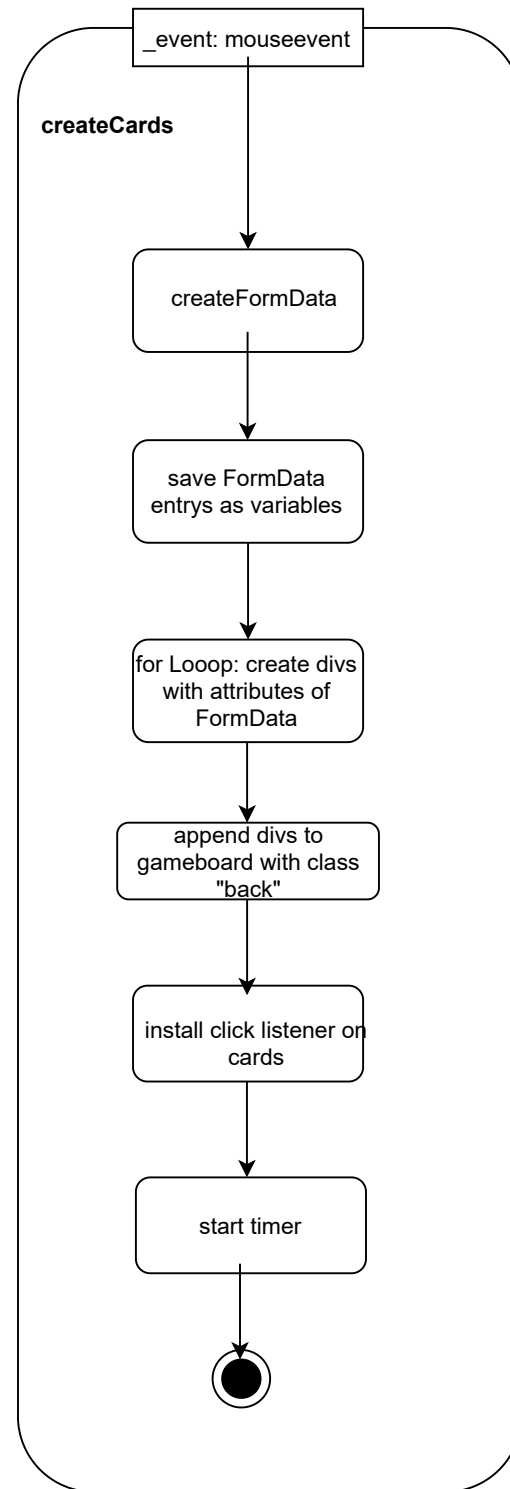 _event: mouseevent
createCards
createFormData
save FormData
entrys as variables
for Looop: create divs
with attributes of
FormData
append divs to
gameboard with class
"back"
install click listener on
cards
start timer